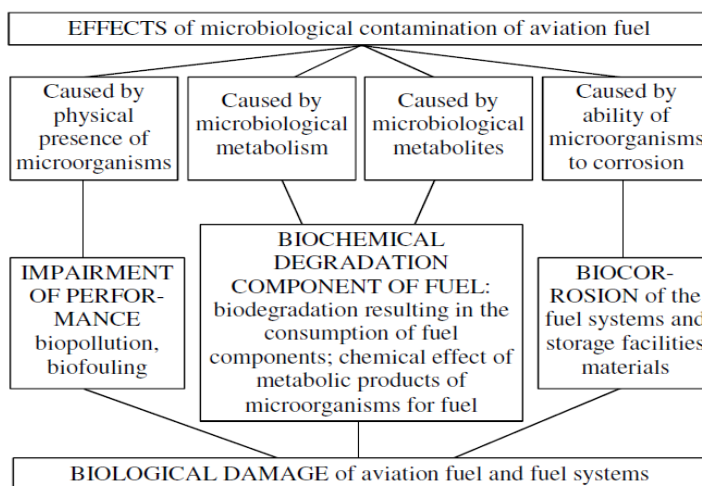 EFFECTS of microbiological contamination of aviation fuel
Caused by
physical
presence of
microorganisms
Caused by
microbiological
metabolism
Caused by
microbiological
metabolites
Caused by
ability of
microorganisms
to corrosion
IMPAIRMENT
OF PERFOR-
MANCE
biopollution,
biofouling
BIOCHEMICAL
DEGRADATION
COMPONENT OF FUEL:
biodegradation resulting in the
consumption of fuel
components; chemical effect of
metabolic products of
microorganisms for fuel
BIOCOR-
ROSION of the
fuel systems and
storage facilities
materials
BIOLOGICAL DAMAGE of aviation fuel and fuel systems